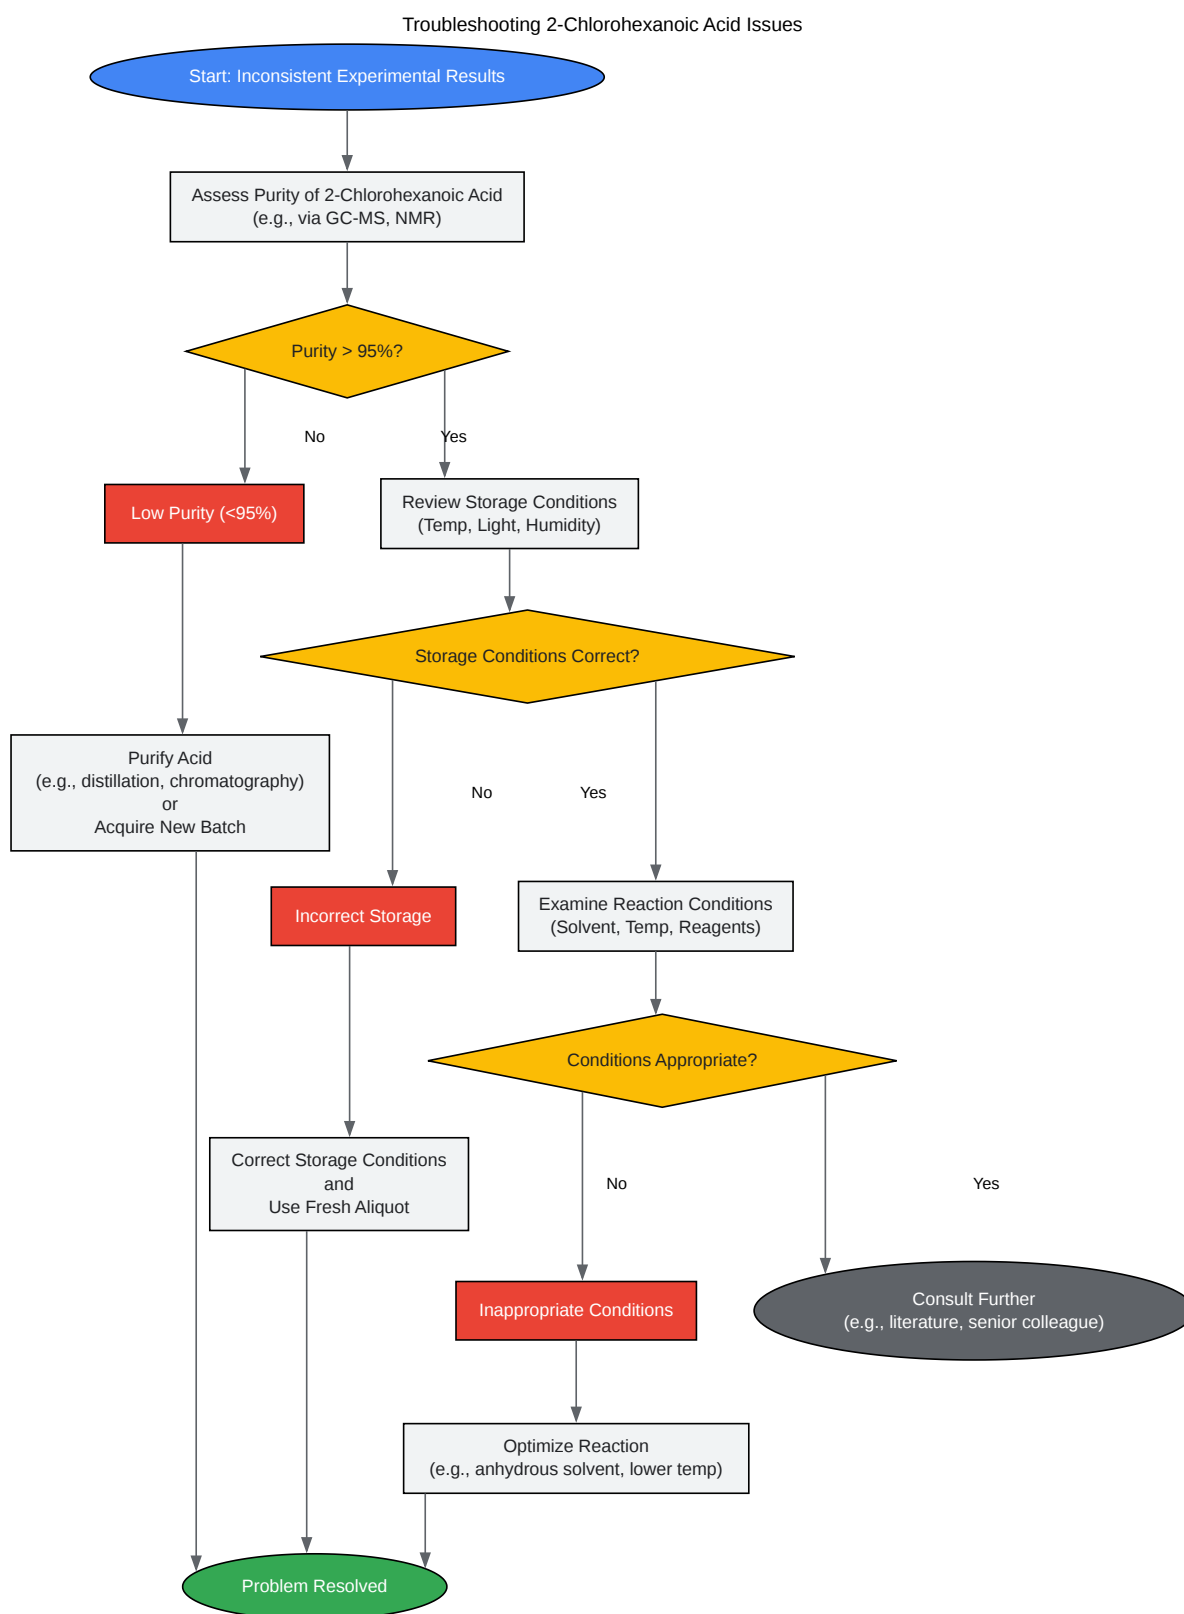 Troubleshooting 2-Chlorohexanoic Acid Issues
Start: Inconsistent Experimental Results
Assess Purity of 2-Chlorohexanoic Acid
(e.g., via GC-MS, NMR)
Purity > 95%?
No
Yes
Low Purity (<95%)
Review Storage Conditions
(Temp, Light, Humidity)
Storage Conditions Correct?
Purify Acid
(e.g., distillation, chromatography)
or
Acquire New Batch
No
Yes
Incorrect Storage
Examine Reaction Conditions
(Solvent, Temp, Reagents)
Conditions Appropriate?
Correct Storage Conditions
and
Use Fresh Aliquot
No
Yes
Inappropriate Conditions
Consult Further
(e.g., literature, senior colleague)
Optimize Reaction
(e.g., anhydrous solvent, lower temp)
Problem Resolved